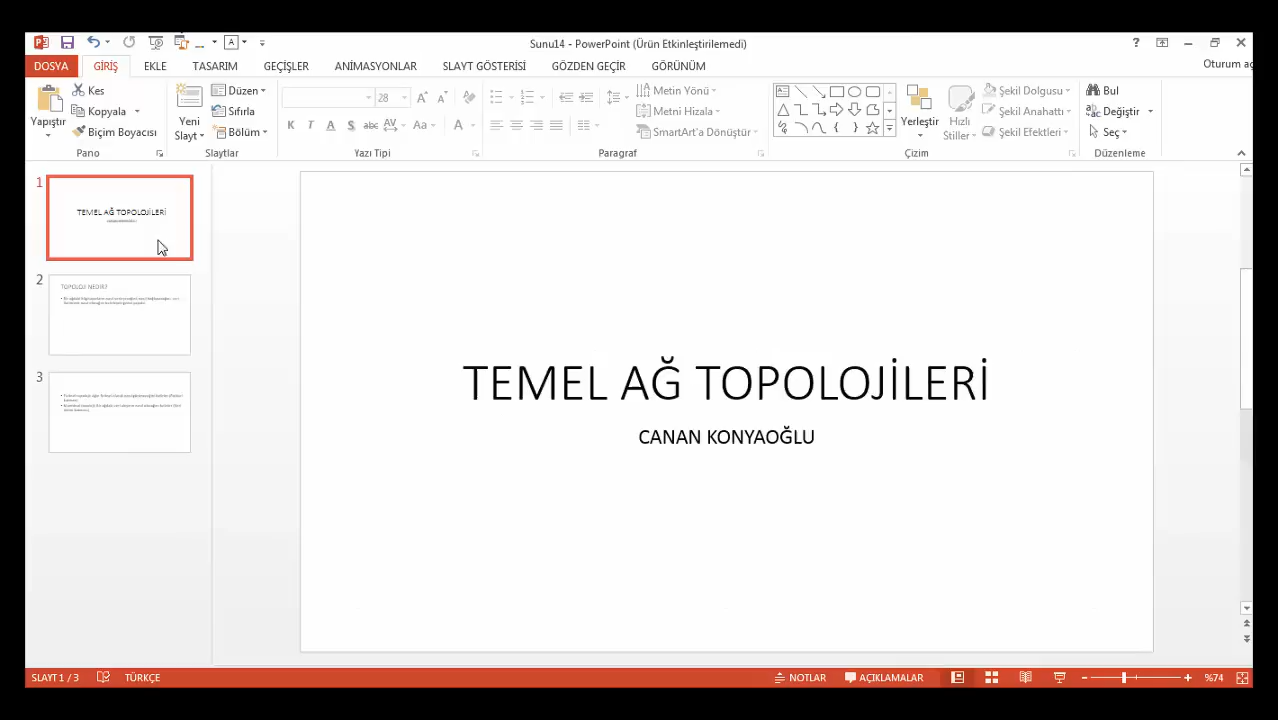 Sunu14 - PowerPoint (Ürün Etkinleştirilemedi)
DOSYA GİRİŞ EKLE TASARIM GEÇİŞLER ANİMASYONLAR SLAYT GÖSTERİSİ GÖZDEN GEÇİR GÖRÜNÜM Oturum aç
Yapıştır
Kes
Kopyala
Biçim Boyacısı
Pano
Yeni
Slayt
Düzen
Sıfırla
Bölüm
Slaytlar
28
Yazı Tipi
Metin Yönü
Metni Hizala
SmartArt'a Dönüştür
Paragraf
Yerleştir
Hızlı
Stiller
Şekil Dolgusu
Şekil Anahattı
Şekil Efektleri
Çizim
Bul
Değiştir
Seç
Düzenleme
1
TEMEL AĞ TOPOLOJİLERİ
2
TOPOLOJİ NEDİR?
3
TEMEL AĞ TOPOLOJİLERİ
CANAN KONYAOĞLU
SLAYT 1 / 3 TÜRKÇE NOTLAR AÇIKLAMALAR %74